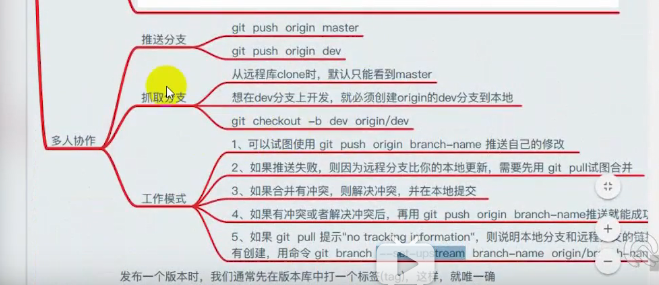 推送分支
git push origin master
git push origin dev
抓取分支
从远程库clone时，默认只能看到master
想在dev分支上开发，就必须创建origin的dev分支到本地
git checkout -b dev origin/dev
多人协作
工作模式
1、可以试图使用 git push origin branch-name 推送自己的修改
2、如果推送失败，则因为远程分支比你的本地更新，需要先用 git pull试图合并
3、如果合并有冲突，则解决冲突，并在本地提交
4、如果有冲突或者解决冲突后，再用 git push origin branch-name推送就能成功
5、如果 git pull 提示"no tracking information"，则说明本地分支和远程分支的链接
有创建，用命令 git branch --set-upstream branch-name origin/branch-nam
发布一个版本时，我们通常先在版本库中打一个标签(tag)，这样，就唯一确